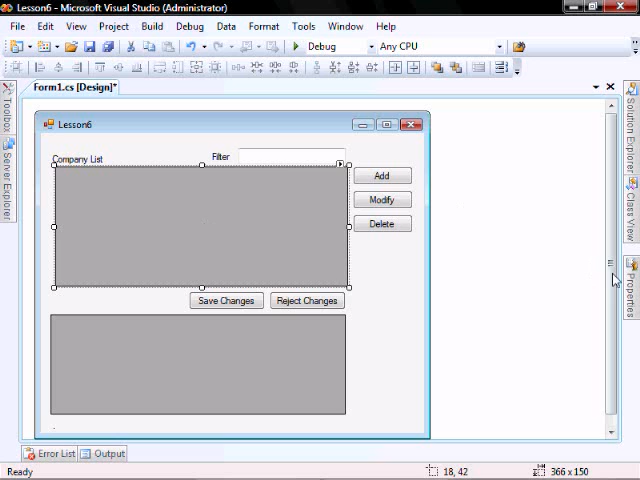 Lesson6 - Microsoft Visual Studio (Administrator)
File Edit View Project Build Debug Data Format Tools Window Help
Debug Any CPU
Form1.cs [Design]*
Toolbox
Server Explorer
Lesson6
Company List Filter
Add
Modify
Delete
Save Changes Reject Changes
Solution Explorer
Class View
Properties
Error List Output
Ready 18, 42 366 x 150